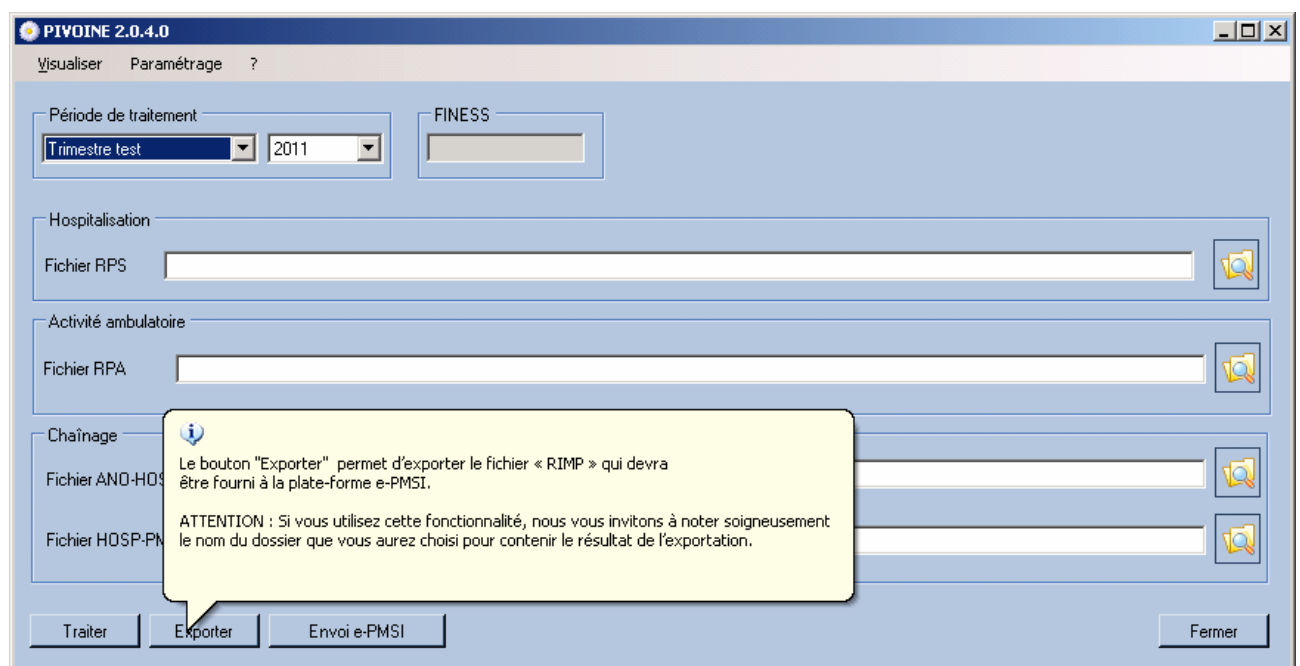 PIVOINE 2.0.4.0
Visualiser Paramétrage ?
Période de traitement FINESS
Trimestre test 2011
Hospitalisation
Fichier RPS
Activité ambulatoire
Fichier RPA
Chaînage
Le bouton "Exporter" permet d'exporter le fichier « RIMP » qui devra
Fichier ANO-HOS
être fourni à la plate-forme e-PMSI.
ATTENTION : Si vous utilisez cette fonctionnalité, nous vous invitons à noter soigneusement
Fichier HOSP-PM
le nom du dossier que vous aurez choisi pour contenir le résultat de l'exportation.
Traiter Exporter Envoi e-PMSI Fermer